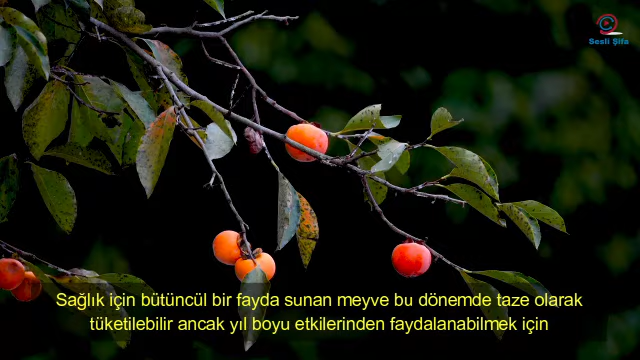 Sesli Şifa
Sağlık için bütüncül bir fayda sunan meyve bu dönemde taze olarak
tüketilebilir ancak yıl boyu etkilerinden faydalanabilmek için